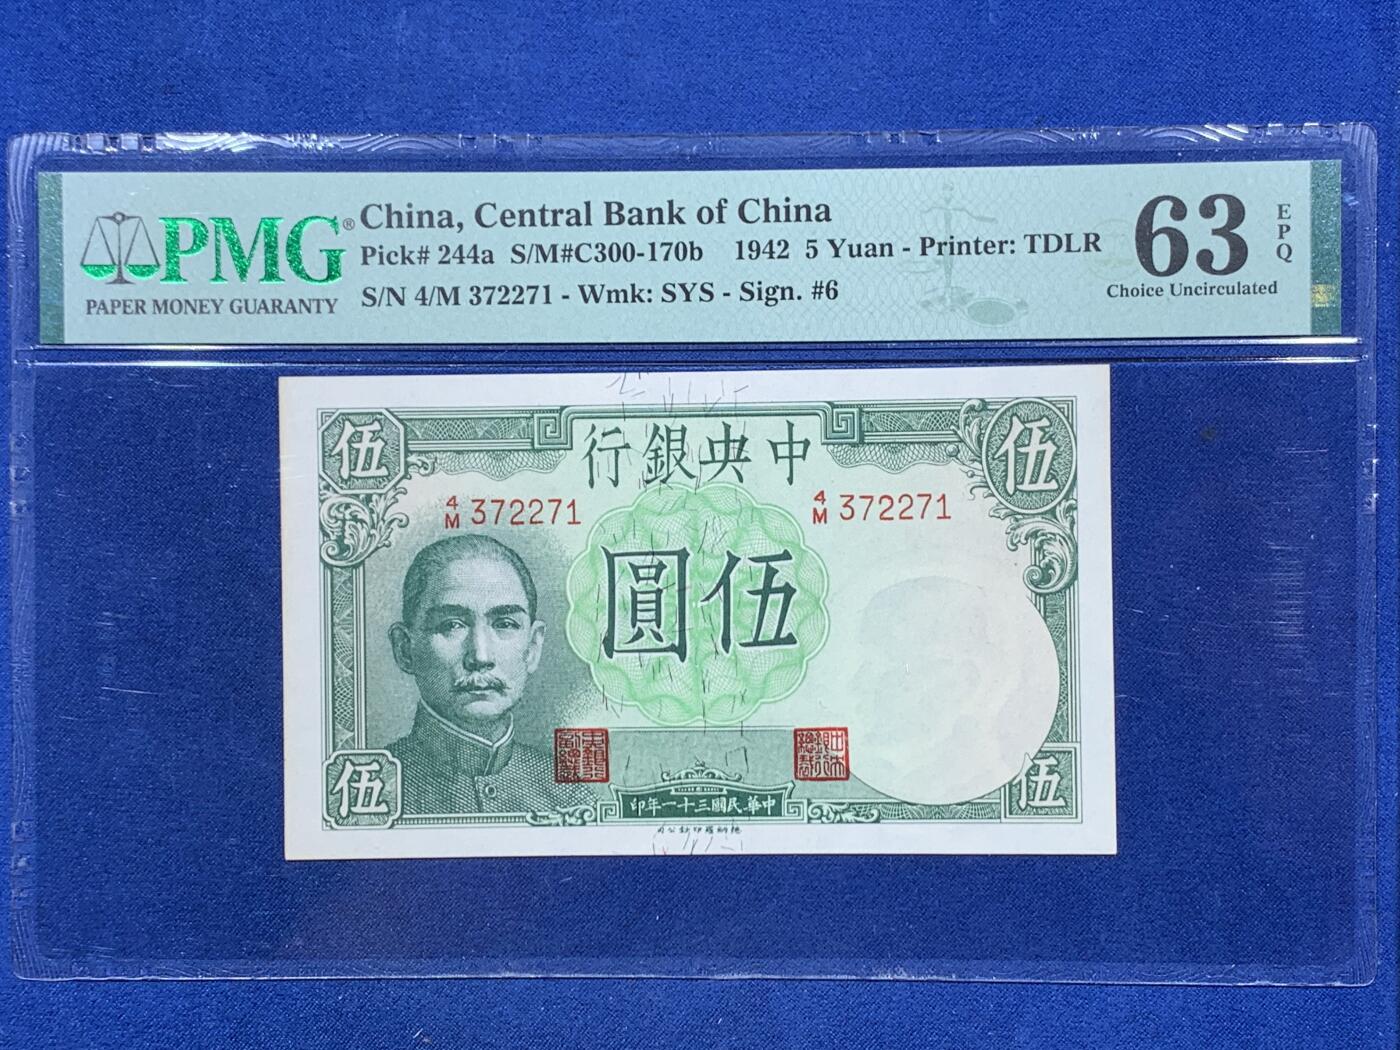 PMG®
PAPER MONEY GUARANTY
China, Central Bank of China
Pick# 244a S/M#C300-170b 1942 5 Yuan - Printer: TDLR
S/N 4/M 372271 - Wmk: SYS - Sign. #6
63
EPQ
Choice Uncirculated
伍
行銀央中
伍
4/M 372271
4/M 372271
圓伍
伍
印年一十三國民華中
伍